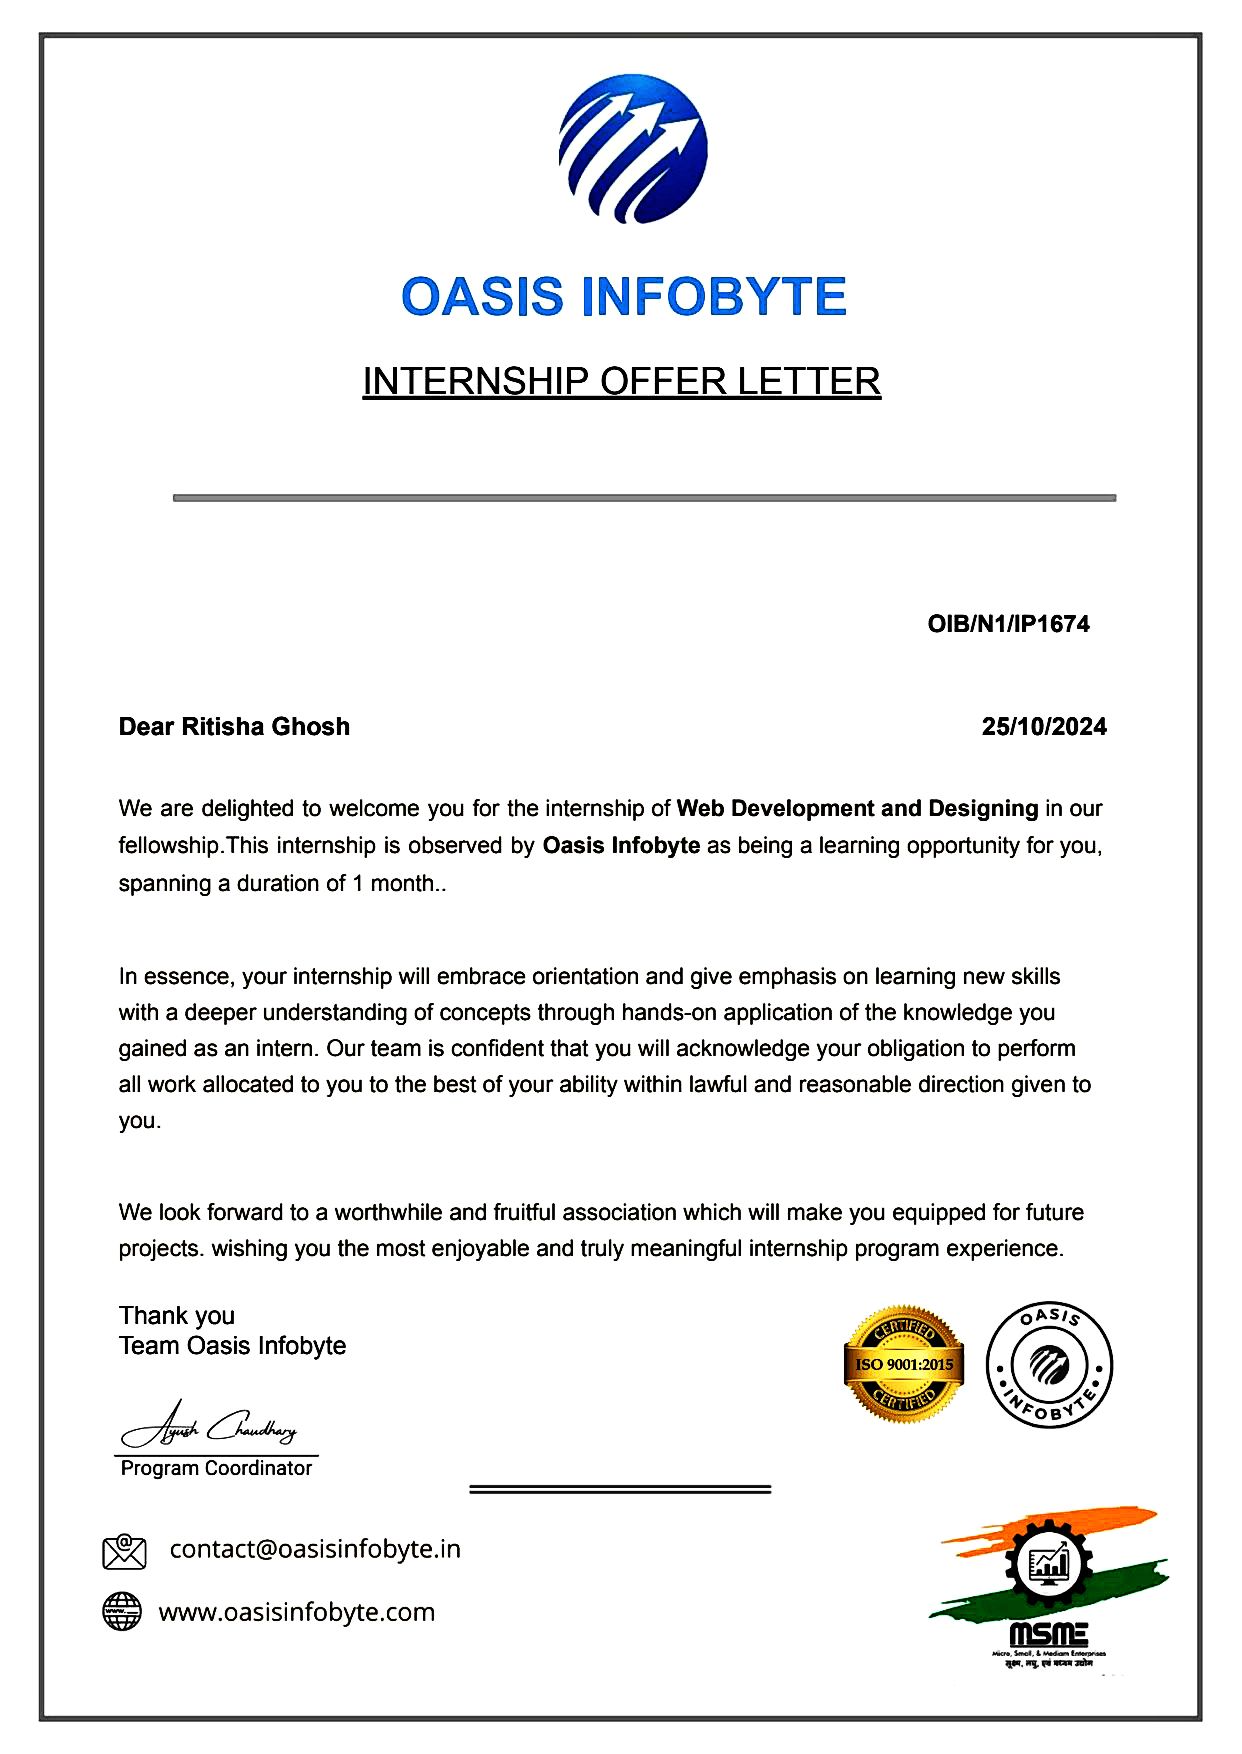 OASIS INFOBYTE
INTERNSHIP OFFER LETTER
OIB/N1/IP1674
Dear Ritisha Ghosh 25/10/2024
We are delighted to welcome you for the internship of Web Development and Designing in our
fellowship.This internship is observed by Oasis Infobyte as being a learning opportunity for you,
spanning a duration of 1 month..
In essence, your internship will embrace orientation and give emphasis on learning new skills
with a deeper understanding of concepts through hands-on application of the knowledge you
gained as an intern. Our team is confident that you will acknowledge your obligation to perform
all work allocated to you to the best of your ability within lawful and reasonable direction given to
you.
We look forward to a worthwhile and fruitful association which will make you equipped for future
projects. wishing you the most enjoyable and truly meaningful internship program experience.
Thank you
Team Oasis Infobyte
CERTIFIED
ISO 9001:2015
CERTIFIED
OASIS
INFOBYTE
Ayush Chaudhary
Program Coordinator
contact@oasisinfobyte.in
www.oasisinfobyte.com
MSME
Micro, Small, & Mediam Enterprises
सूक्ष्म, लघु, एवं मध्यम उद्योग